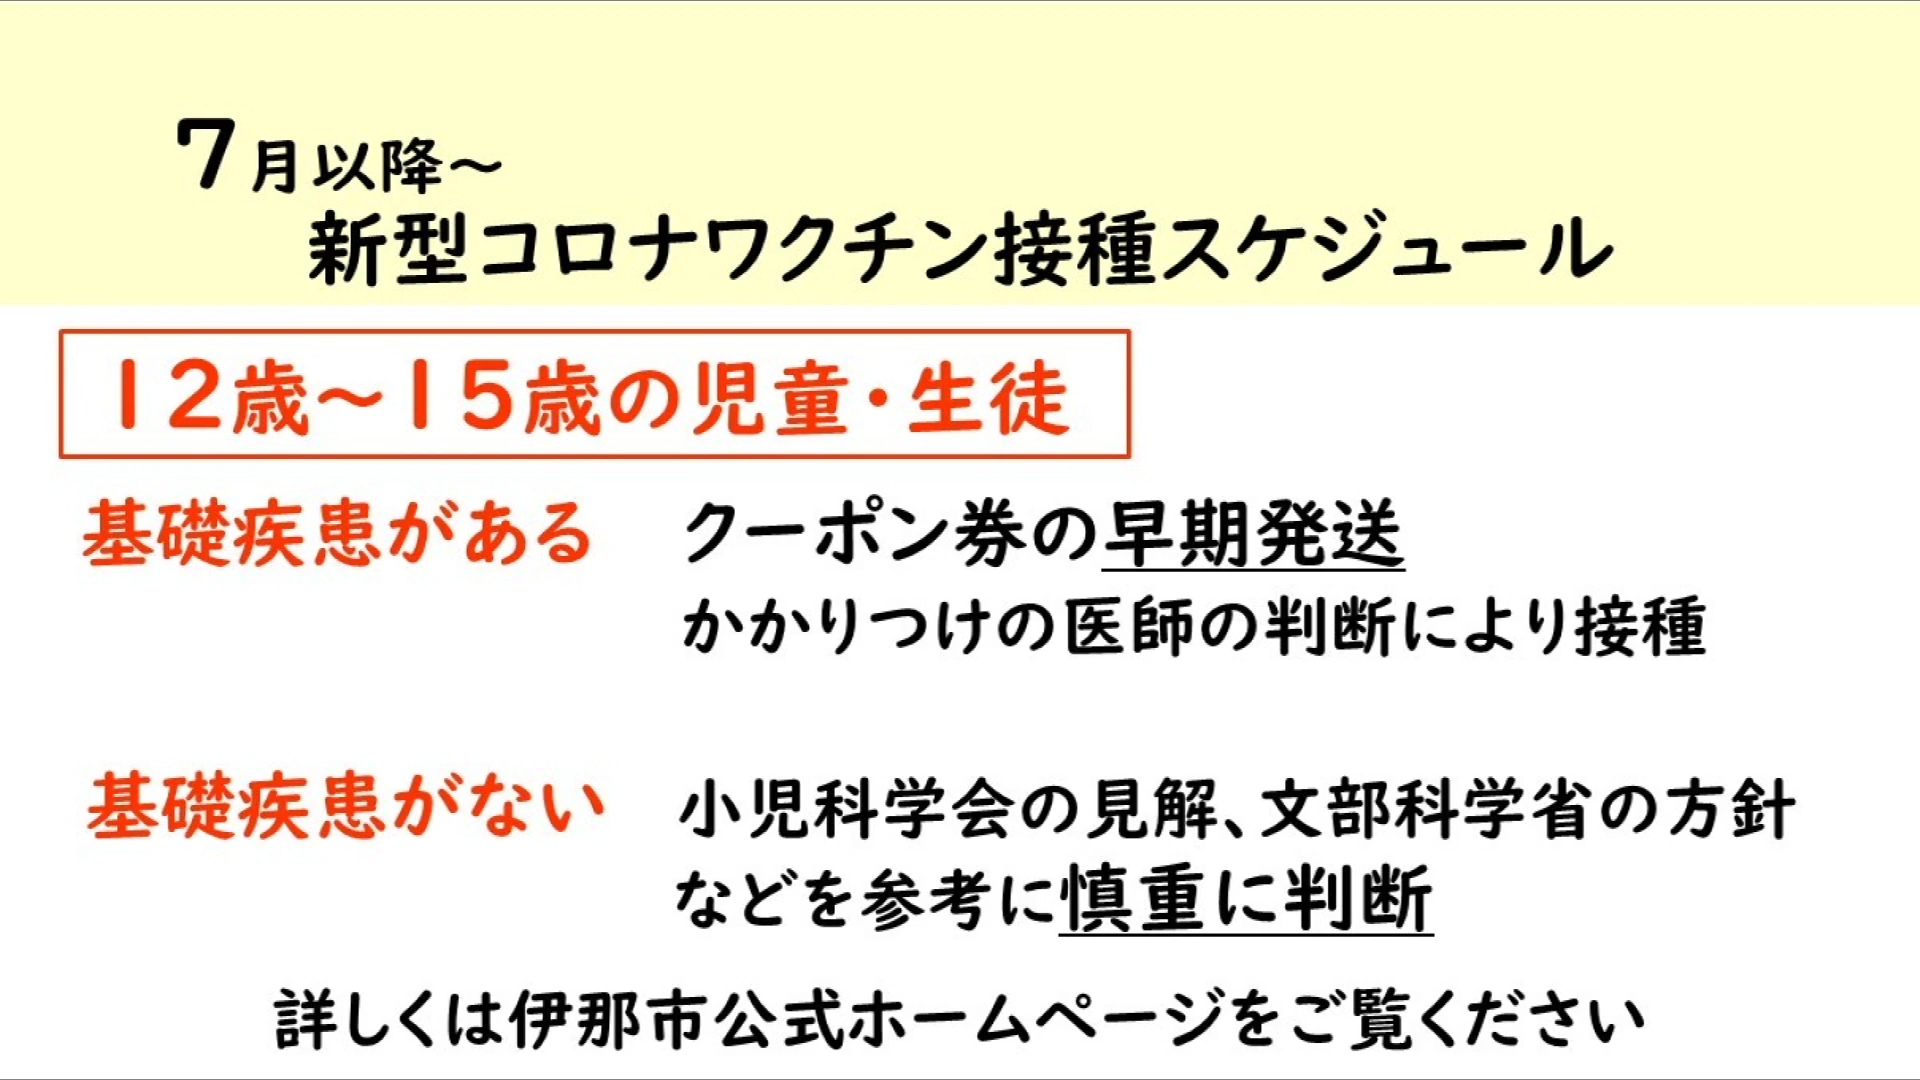 7月以降～
新型コロナワクチン接種スケジュール
12歳～15歳の児童・生徒
基礎疾患がある クーポン券の早期発送
かかりつけの医師の判断により接種
基礎疾患がない 小児科学会の見解、文部科学省の方針
などを参考に慎重に判断
詳しくは伊那市公式ホームページをご覧ください